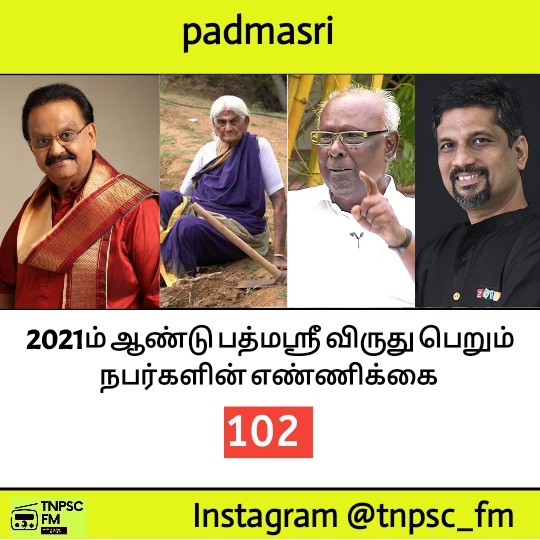 padmasri
2021ம் ஆண்டு பத்மஸ்ரீ விருது பெறும்
நபர்களின் எண்ணிக்கை
102
TNPSC
FM
Instagram @tnpsc_fm